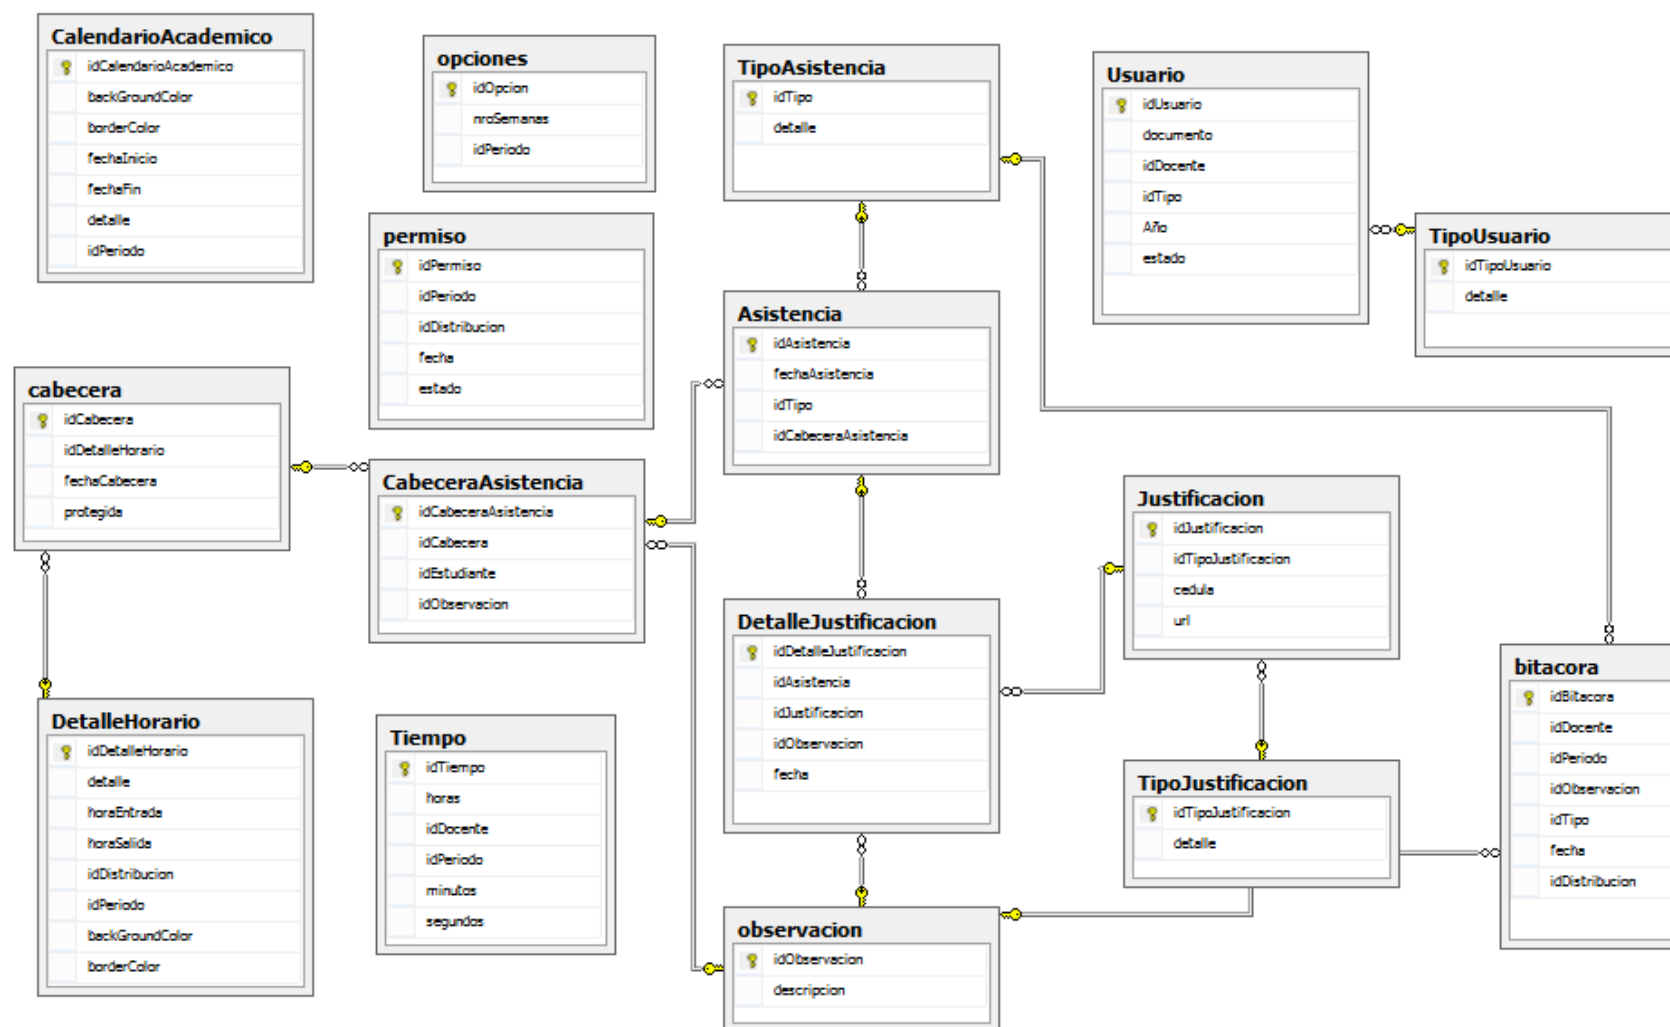 CalendarioAcademico
idCalendarioAcademico
backGroundColor
borderColor
fechaInicio
fechaFin
detalle
idPeriodo
opciones
idOpcion
nroSemanas
idPeriodo
TipoAsistencia
idTipo
detalle
Usuario
idUsuario
documento
idDocente
idTipo
Año
estado
TipoUsuario
idTipoUsuario
detalle
permiso
idPermiso
idPeriodo
idDistribucion
fecha
estado
Asistencia
idAsistencia
fechaAsistencia
idTipo
idCabeceraAsistencia
cabecera
idCabecera
idDetalleHorario
fechaCabecera
protegida
CabeceraAsistencia
idCabeceraAsistencia
idCabecera
idEstudiante
idObservacion
Justificacion
idJustificacion
idTipoJustificacion
cedula
url
DetalleJustificacion
idDetalleJustificacion
idAsistencia
idJustificacion
idObservacion
fecha
bitacora
idBitacora
idDocente
idPeriodo
idObservacion
idTipo
fecha
idDistribucion
DetalleHorario
idDetalleHorario
detalle
horaEntrada
horaSalida
idDistribucion
idPeriodo
backGroundColor
borderColor
Tiempo
idTiempo
horas
idDocente
idPeriodo
minutos
segundos
TipoJustificacion
idTipoJustificacion
detalle
observacion
idObservacion
descripcion